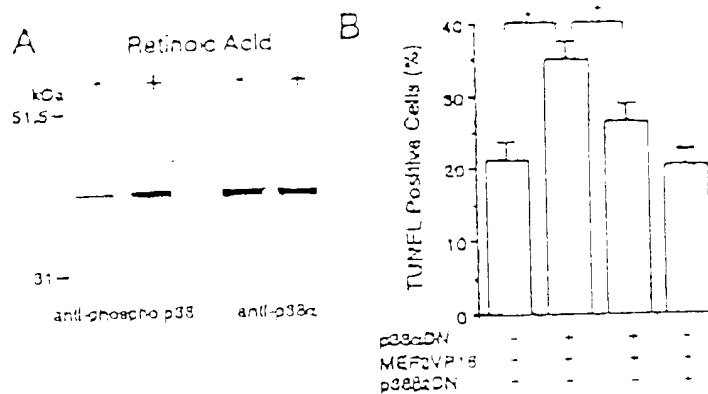 A
Retinoic Acid
- + - +
kDa
51.5
31
anti-phospho p38 anti-p38α
B
* *
TUNEL Positive Cells (%)
40
30
20
10
0
p38αDN - + + -
MEF2VP16 - - + -
p38β2DN - - - +